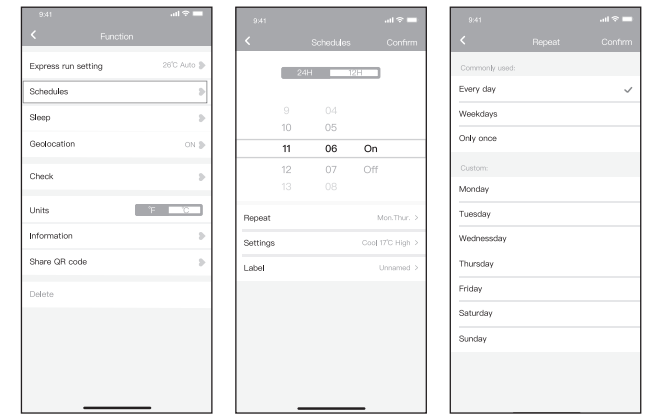 9:41
Function
Express run setting 26°C Auto
Schedules
Sleep
Geolocation ON
Check
Units °F °C
Information
Share QR code
Delete
9:41
Schedules Confirm
24H 12H
9 04
10 05
11 06 On
12 07 Off
13 08
Repeat Mon,Thur. >
Settings Cool 17°C High >
Label Unnamed >
9:41
Repeat Confirm
Commonly used:
Every day
Weekdays
Only once
Custom:
Monday
Tuesday
Wednessday
Thursday
Friday
Saturday
Sunday